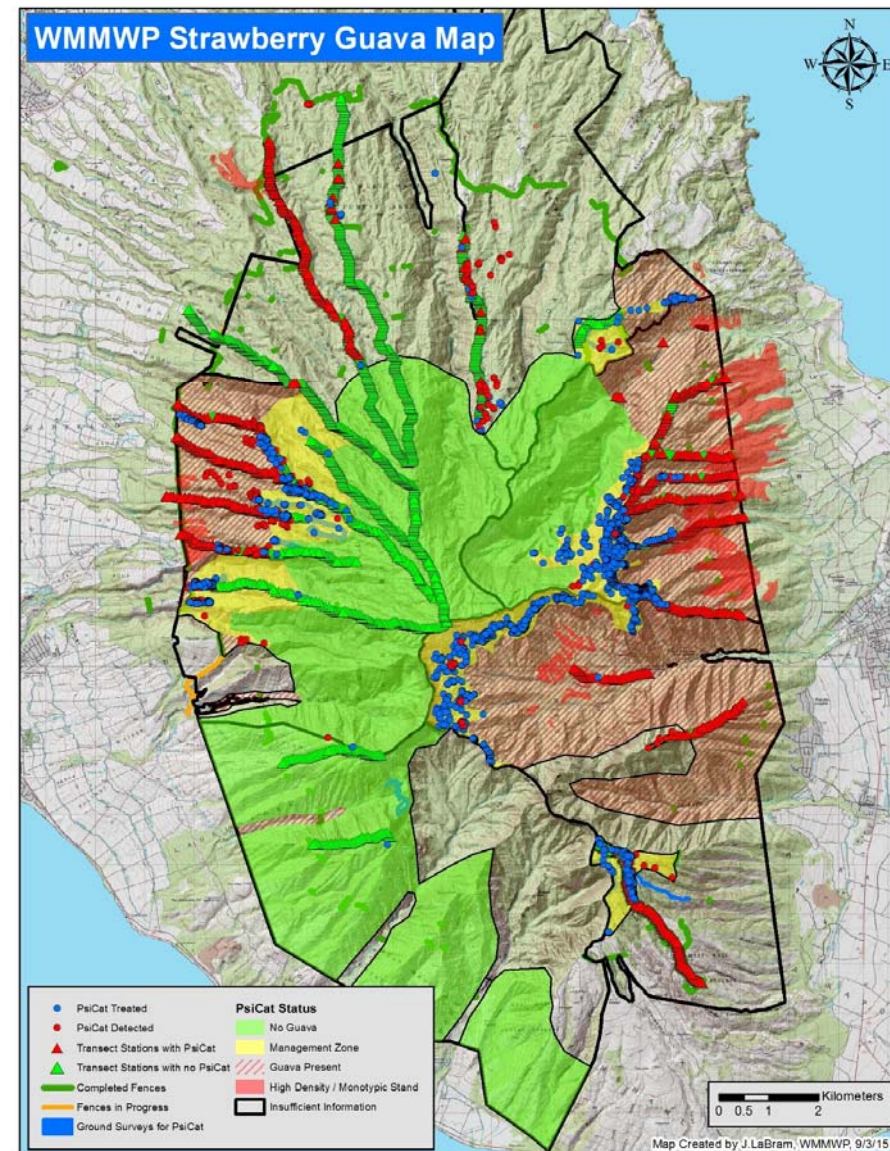 WMMWP Strawberry Guava Map
N
W
E
S
PsiCat Treated
PsiCat Detected
Transect Stations with PsiCat
Transect Stations with no PsiCat
Completed Fences
Fences in Progress
Ground Surveys for PsiCat
PsiCat Status
No Guava
Management Zone
Guava Present
High Density / Monotypic Stand
Insufficient Information
Kilometers
0 0.5 1 2
Map Created by J.LaBram, WMMWP, 9/3/15